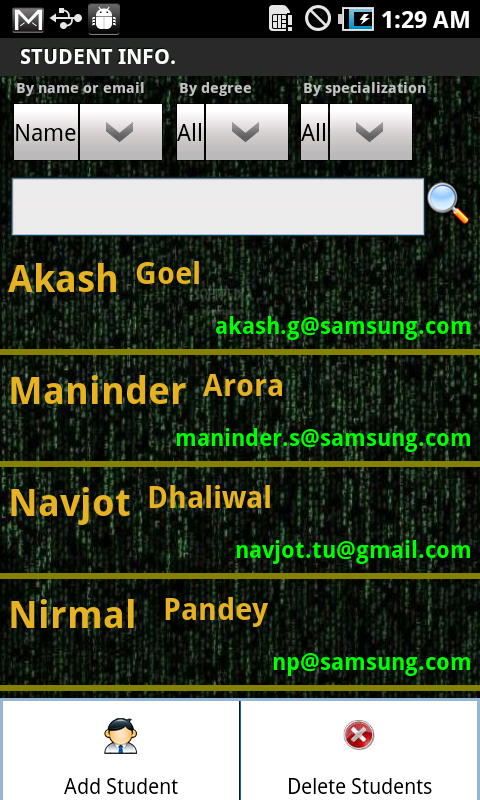 1:29 AM
STUDENT INFO.
By name or email By degree By specialization
Name All All
Akash Goel
akash.g@samsung.com
Maninder Arora
maninder.s@samsung.com
Navjot Dhaliwal
navjot.tu@gmail.com
Nirmal Pandey
np@samsung.com
Add Student Delete Students